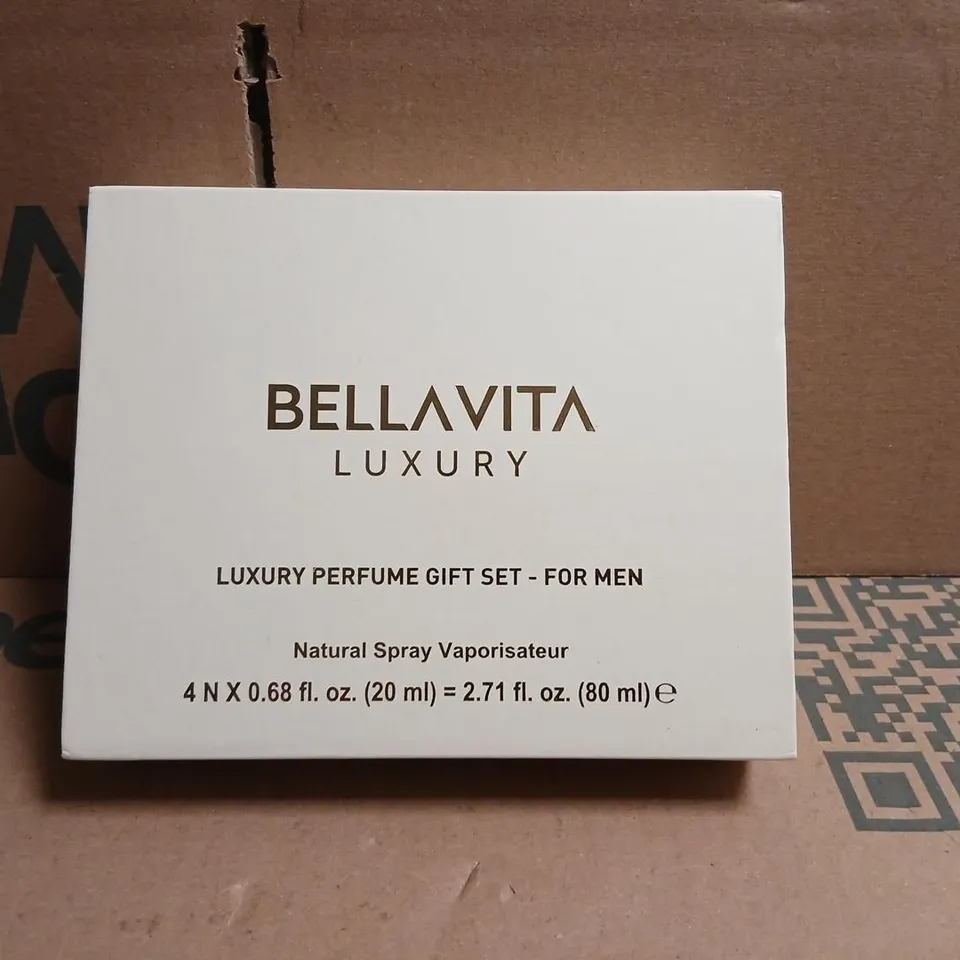 BELLAVITA
LUXURY
LUXURY PERFUME GIFT SET - FOR MEN
Natural Spray Vaporisateur
4 N X 0.68 fl. oz. (20 ml) = 2.71 fl. oz. (80 ml) ℮